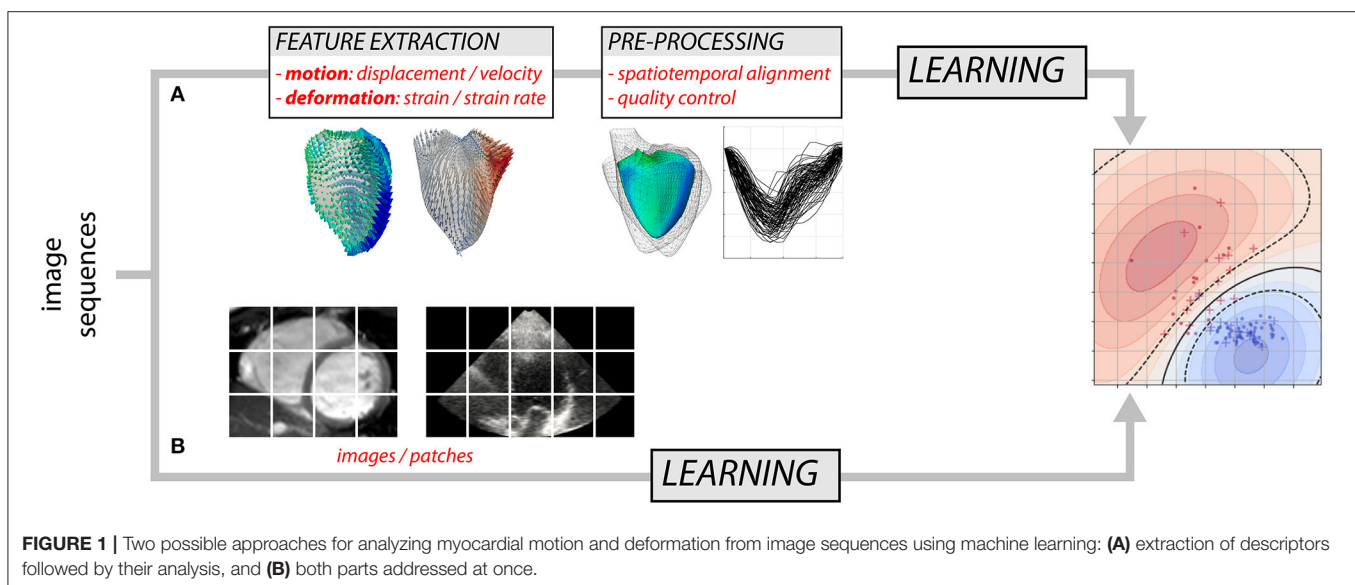 FEATURE EXTRACTION
- motion: displacement / velocity
- deformation: strain / strain rate
PRE-PROCESSING
- spatiotemporal alignment
- quality control
LEARNING
A
image
sequences
B
images / patches
LEARNING
FIGURE 1 | Two possible approaches for analyzing myocardial motion and deformation from image sequences using machine learning: (A) extraction of descriptors
followed by their analysis, and (B) both parts addressed at once.